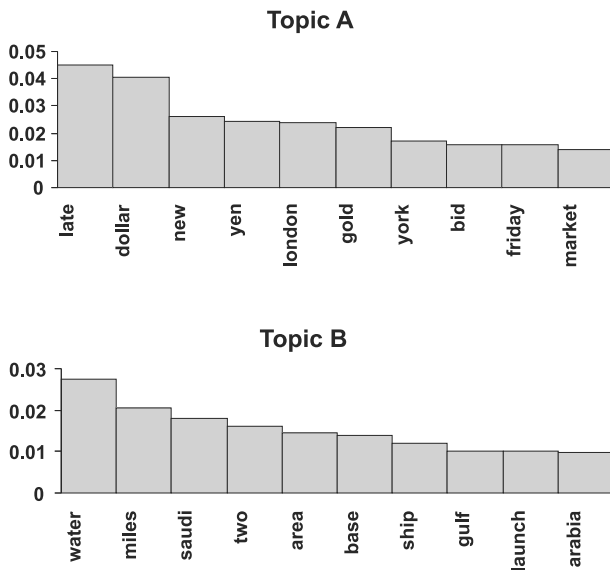 Topic A
0.05
0.04
0.03
0.02
0.01
0
late
dollar
new
yen
london
gold
york
bid
friday
market
Topic B
0.03
0.02
0.01
0
water
miles
saudi
two
area
base
ship
gulf
launch
arabia